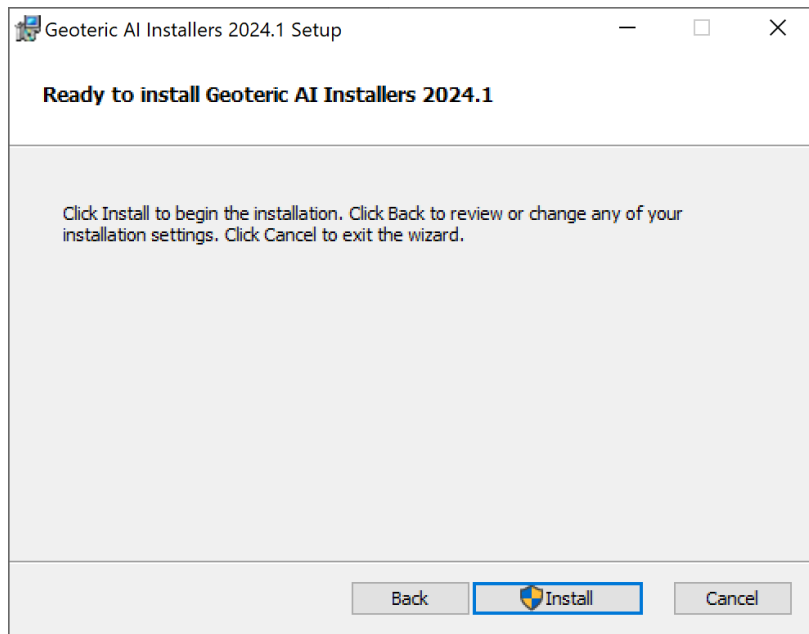 Geoteric AI Installers 2024.1 Setup
Ready to install Geoteric AI Installers 2024.1
Click Install to begin the installation. Click Back to review or change any of your
installation settings. Click Cancel to exit the wizard.
Back
Install
Cancel